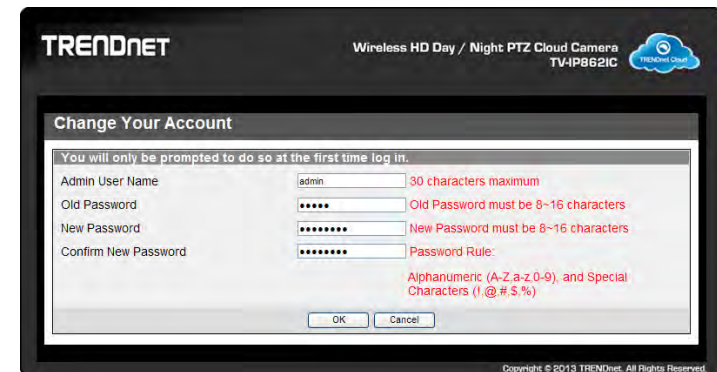 TRENDNET
Wireless HD Day / Night PTZ Cloud Camera
TV-IP862IC
TRENDnet Cloud
Change Your Account
You will only be prompted to do so at the first time log in.
Admin User Name admin 30 characters maximum
Old Password ••••• Old Password must be 8~16 characters
New Password •••••••• New Password must be 8~16 characters
Confirm New Password •••••••• Password Rule:
Alphanumeric (A-Z,a-z,0-9), and Special
Characters (!,@,#,$,%)
OK Cancel
Copyright © 2013 TRENDnet. All Rights Reserved.